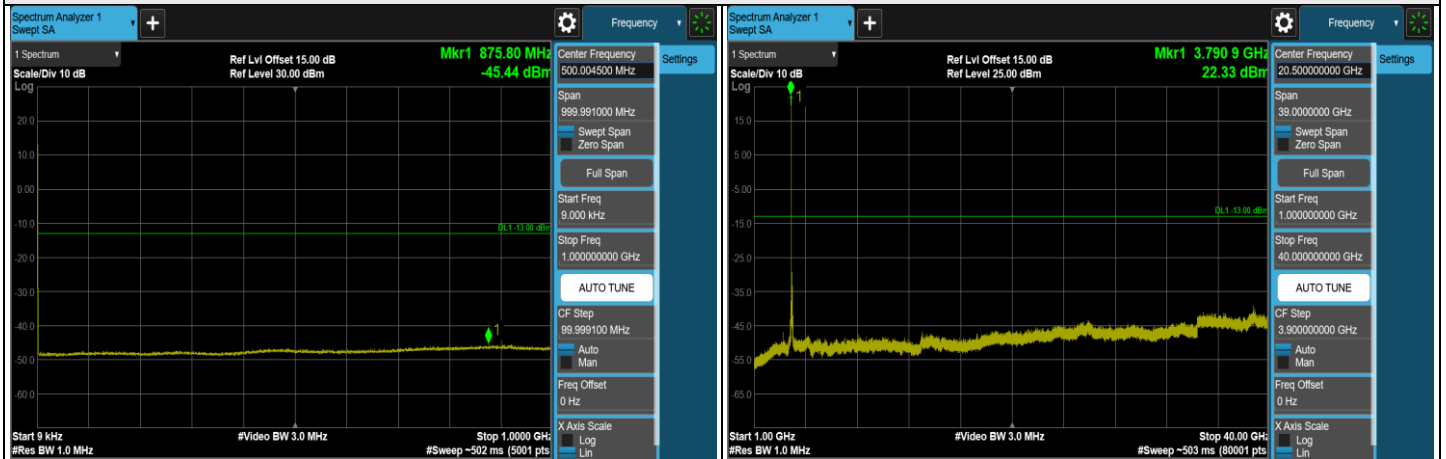 Spectrum Analyzer 1
Swept SA
+
Frequency
1 Spectrum
Scale/Div 10 dB
Log
Ref Lvl Offset 15.00 dB
Ref Level 30.00 dBm
Mkr1 875.80 MHz
-45.44 dBm
1
20.0
10.0
0.00
-10.0
-20.0
-30.0
-40.0
-50.0
-60.0
DL1 -13.00 dBm
Start 9 kHz
#Res BW 1.0 MHz
#Video BW 3.0 MHz
Stop 1.0000 GHz
#Sweep ~502 ms (5001 pts
Center Frequency
500.004500 MHz
Span
999.991000 MHz
Swept Span
Zero Span
Full Span
Start Freq
9.000 kHz
Stop Freq
1.000000000 GHz
AUTO TUNE
CF Step
99.999100 MHz
Auto
Man
Freq Offset
0 Hz
X Axis Scale
Log
Lin
Settings
Spectrum Analyzer 1
Swept SA
+
Frequency
1 Spectrum
Scale/Div 10 dB
Log
Ref Lvl Offset 15.00 dB
Ref Level 25.00 dBm
Mkr1 3.790 9 GHz
22.33 dBm
1
15.0
5.00
-5.00
-15.0
-25.0
-35.0
-45.0
-55.0
-65.0
DL1 -13.00 dBm
Start 1.00 GHz
#Res BW 1.0 MHz
#Video BW 3.0 MHz
Stop 40.00 GHz
#Sweep ~503 ms (80001 pts
Center Frequency
20.500000000 GHz
Span
39.0000000 GHz
Swept Span
Zero Span
Full Span
Start Freq
1.000000000 GHz
Stop Freq
40.000000000 GHz
AUTO TUNE
CF Step
3.900000000 GHz
Auto
Man
Freq Offset
0 Hz
X Axis Scale
Log
Lin
Settings